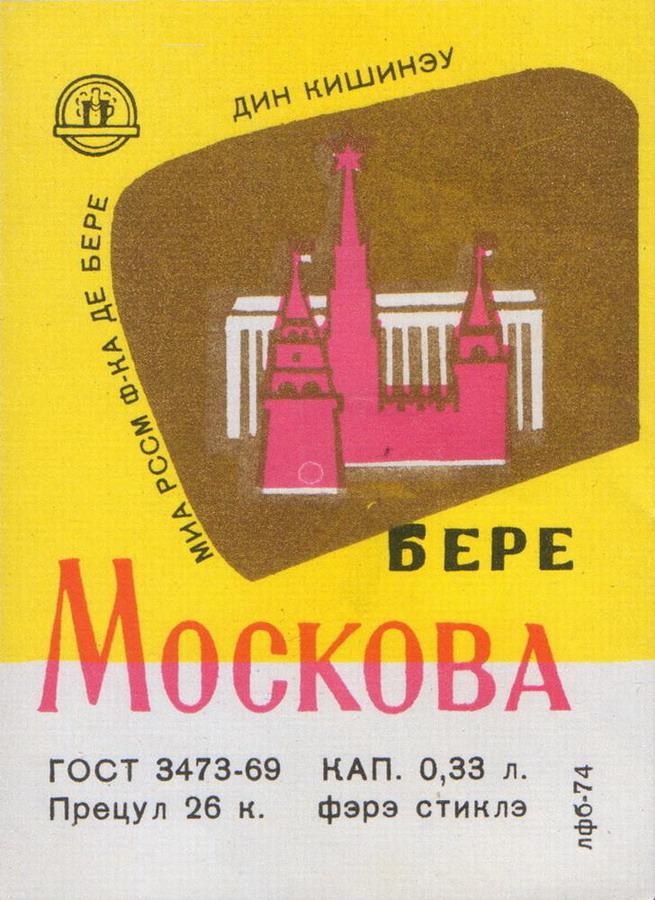 МИА РССМ Ф-КА ДЕ БЕРЕ
ДИН КИШИНЭУ
БЕРЕ
МОСКОВА
ГОСТ 3473-69 КАП. 0,33 л.
Прецул 26 к. фэрэ стиклэ
лфб-74